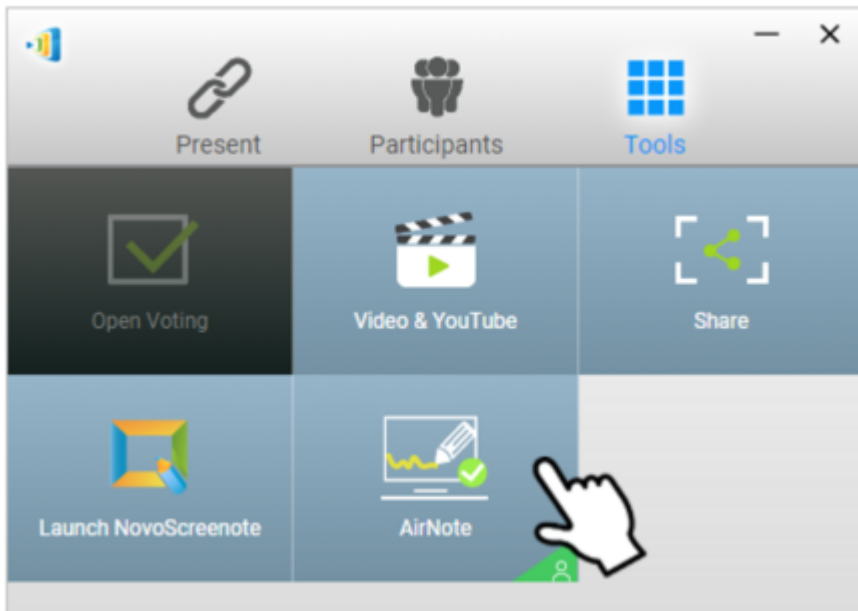 Present
Participants
Tools
Open Voting
Video & YouTube
Share
Launch NovoScreenote
AirNote